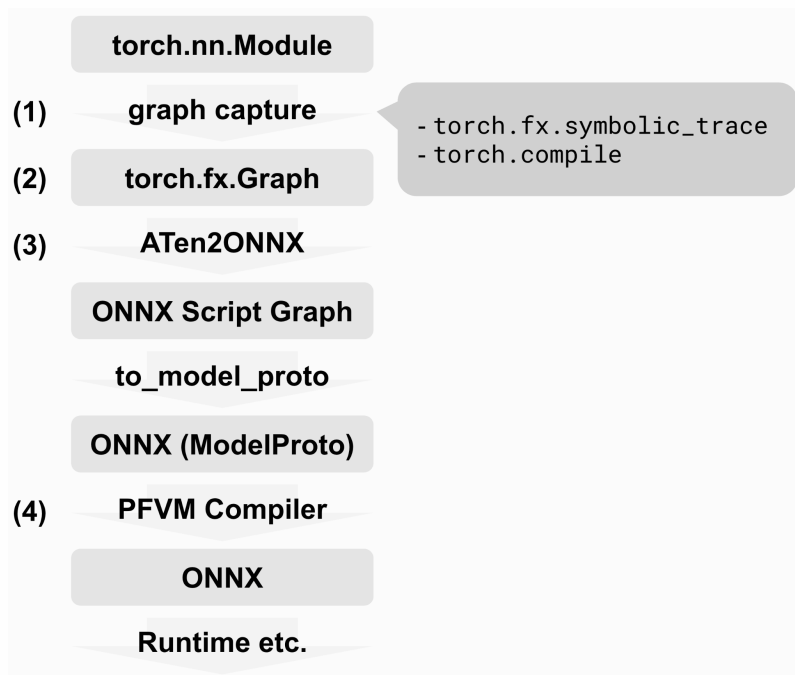 torch.nn.Module
(1) graph capture
- torch.fx.symbolic_trace
- torch.compile
(2) torch.fx.Graph
(3) ATen2ONNX
ONNX Script Graph
to_model_proto
ONNX (ModelProto)
(4) PFVM Compiler
ONNX
Runtime etc.